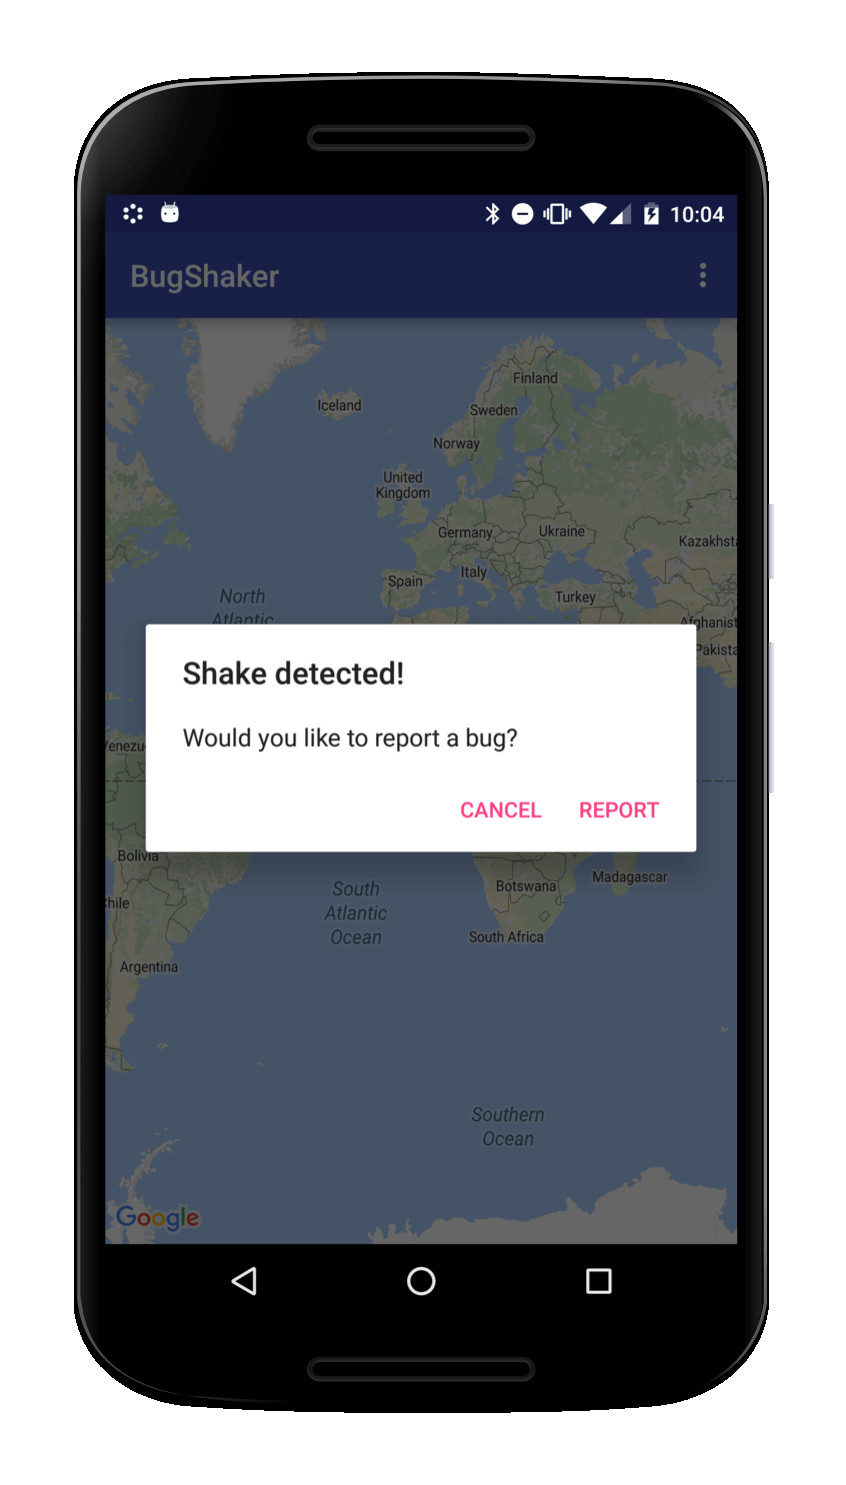 10:04
BugShaker
Finland
Iceland
Sweden
Norway
United
Kingdom
Germany
Ukraine
Kazakhsta
Italy
Spain
Turkey
North
Atlantic
Afghanist
Pakista
Shake detected!
Would you like to report a bug?
CANCEL REPORT
Venezu
Bolivia
Chile
Argentina
South
Atlantic
Ocean
Botswana
Madagascar
South Africa
Southern
Ocean
Google